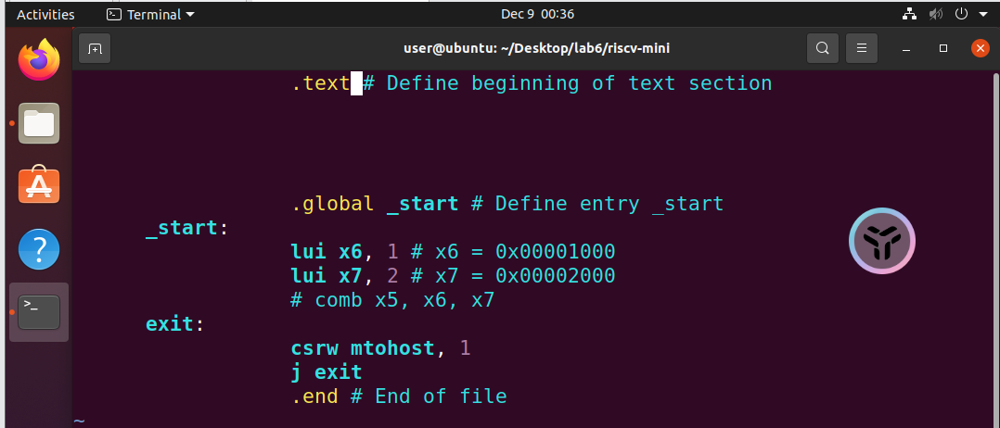 Activities Terminal Dec 9 00:36
user@ubuntu: ~/Desktop/lab6/riscv-mini
.text # Define beginning of text section
.global _start # Define entry _start
_start:
lui x6, 1 # x6 = 0x00001000
lui x7, 2 # x7 = 0x00002000
# comb x5, x6, x7
exit:
csrw mtohost, 1
j exit
.end # End of file
~